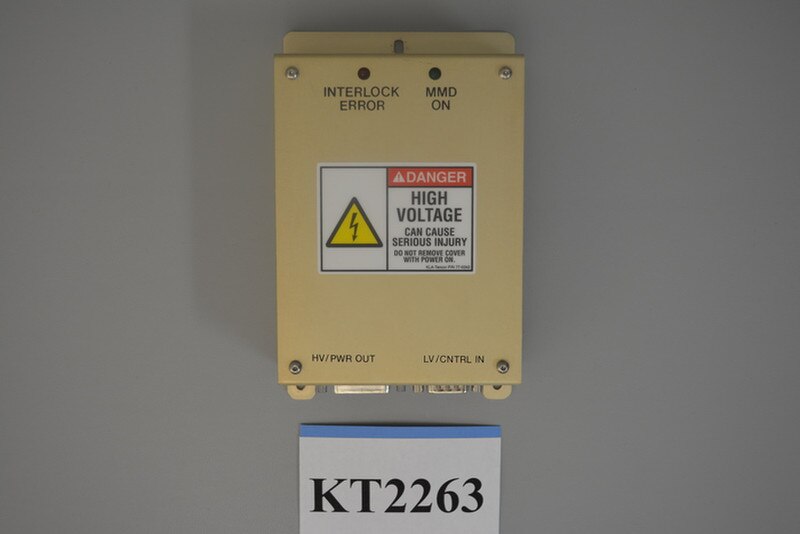 INTERLOCK ERROR
MMD ON
DANGER
HIGH
VOLTAGE
CAN CAUSE
SERIOUS INJURY
DO NOT REMOVE COVER
WITH POWER ON.
HV/PWR OUT
LV/CNTRL IN
KT2263